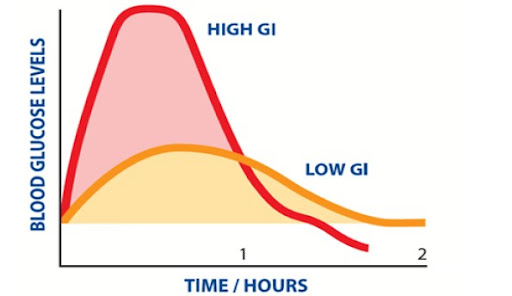 HIGH GI
BLOOD GLUCOSE LEVELS
LOW GI
1
2
TIME / HOURS